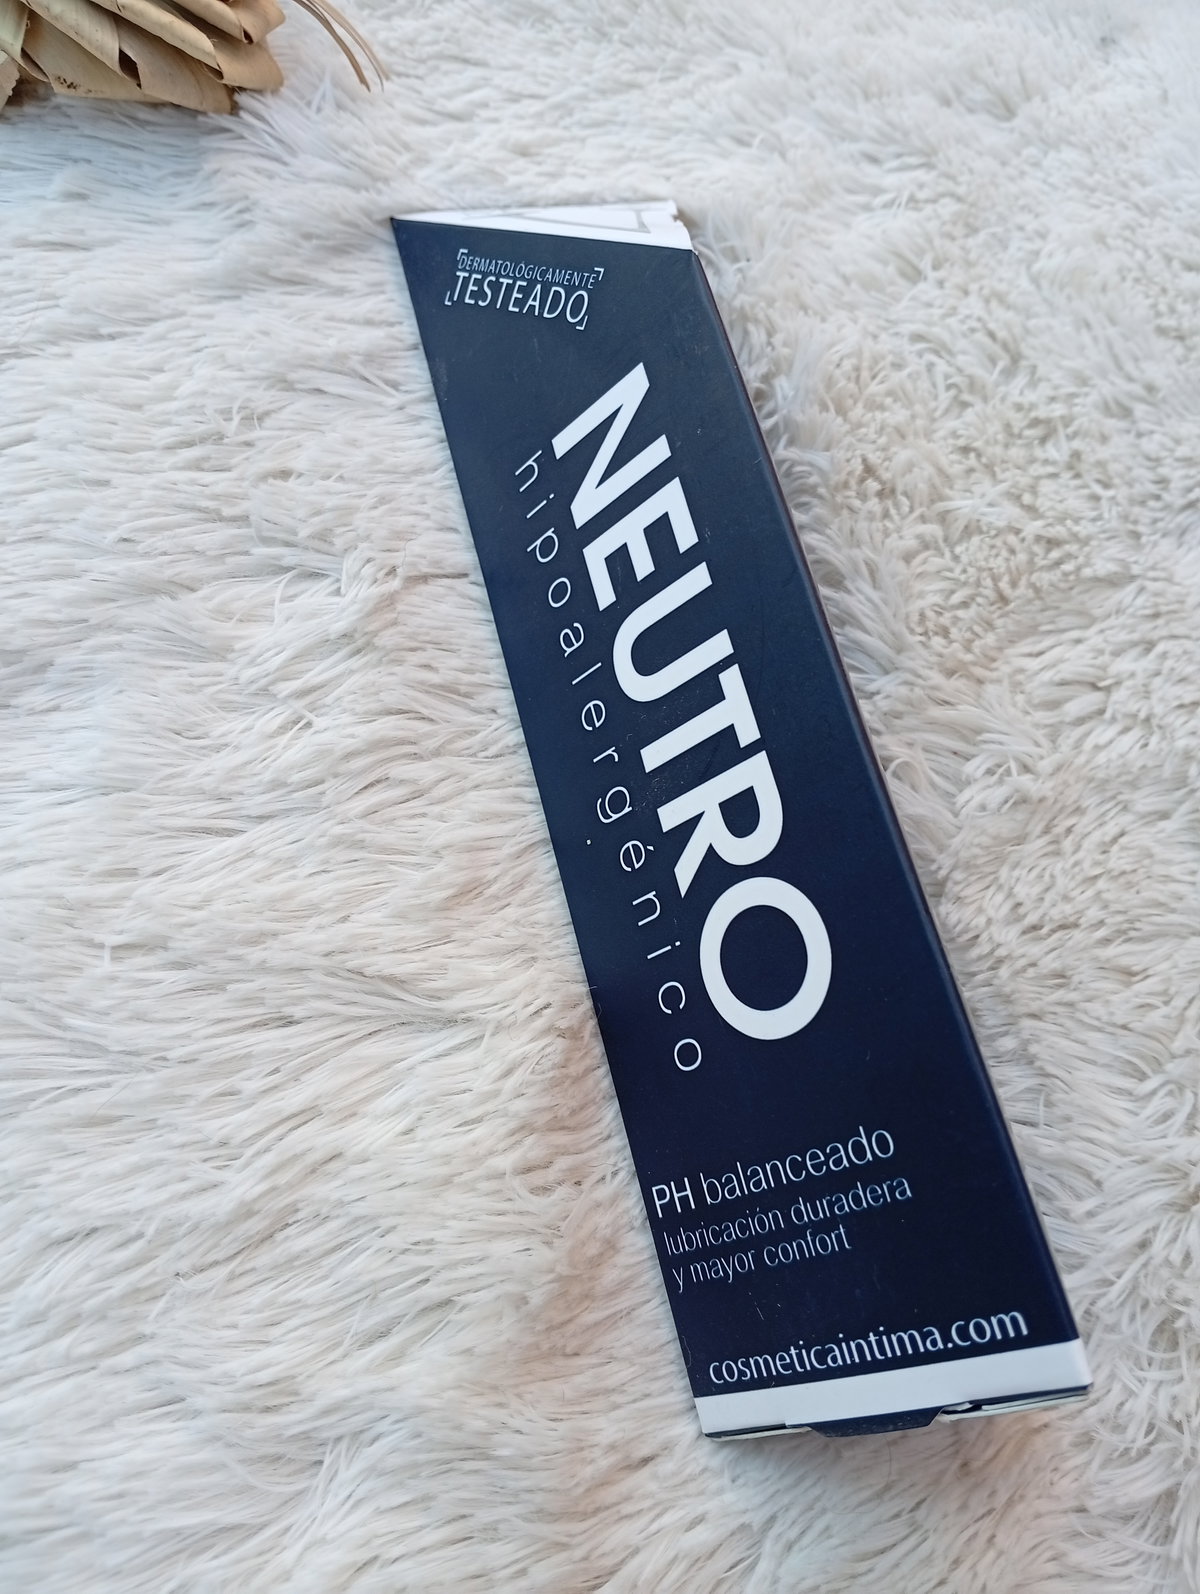 DERMATOLÓGICAMENTE
TESTEADO
NEUTRO
hipoalergénico
PH balanceado
lubricación duradera
y mayor confort
cosmeticaintima.com